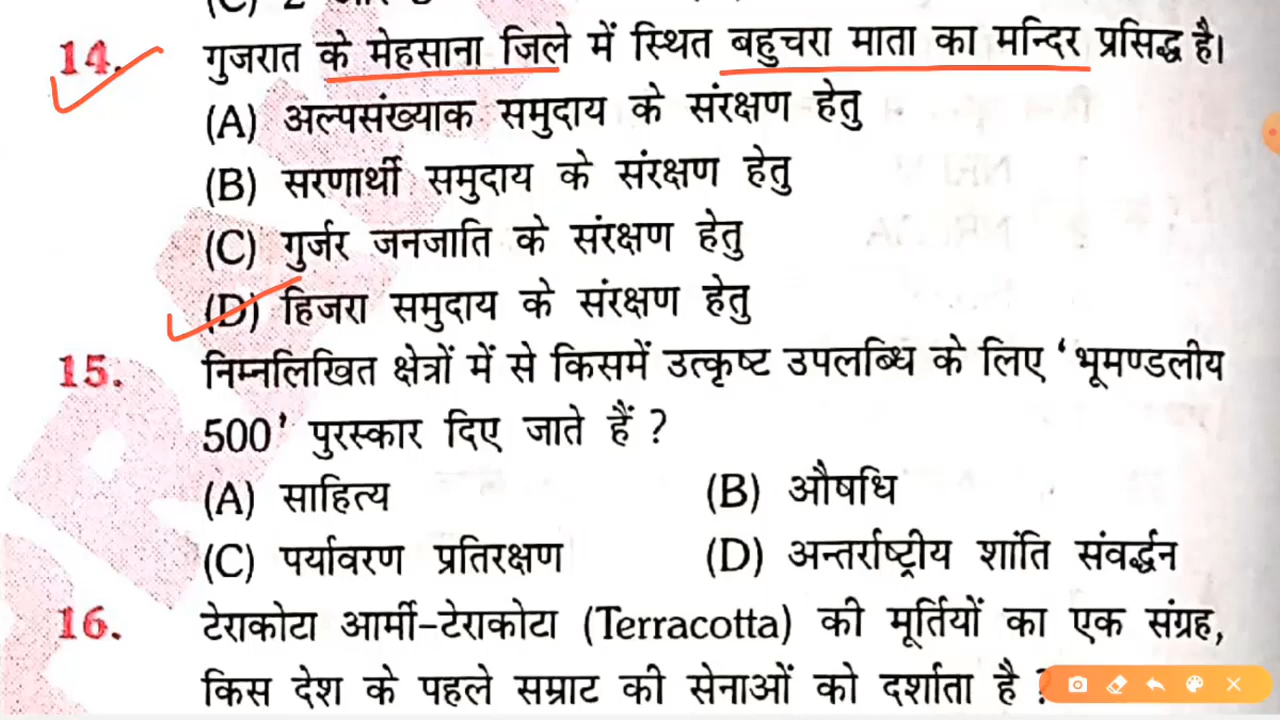 14. गुजरात के मेहसाना जिले में स्थित बहुचरा माता का मन्दिर प्रसिद्ध है।
(A) अल्पसंख्याक समुदाय के संरक्षण हेतु
(B) सरणार्थी समुदाय के संरक्षण हेतु
(C) गुर्जर जनजाति के संरक्षण हेतु
(D) हिजरा समुदाय के संरक्षण हेतु
15. निम्नलिखित क्षेत्रों में से किसमें उत्कृष्ट उपलब्धि के लिए ‘भूमण्डलीय
500’ पुरस्कार दिए जाते हैं ?
(A) साहित्य (B) औषधि
(C) पर्यावरण प्रतिरक्षण (D) अन्तर्राष्ट्रीय शांति संवर्द्धन
16. टेराकोटा आर्मी–टेराकोटा (Terracotta) की मूर्तियों का एक संग्रह,
किस देश के पहले सम्राट की सेनाओं को दर्शाता है ?